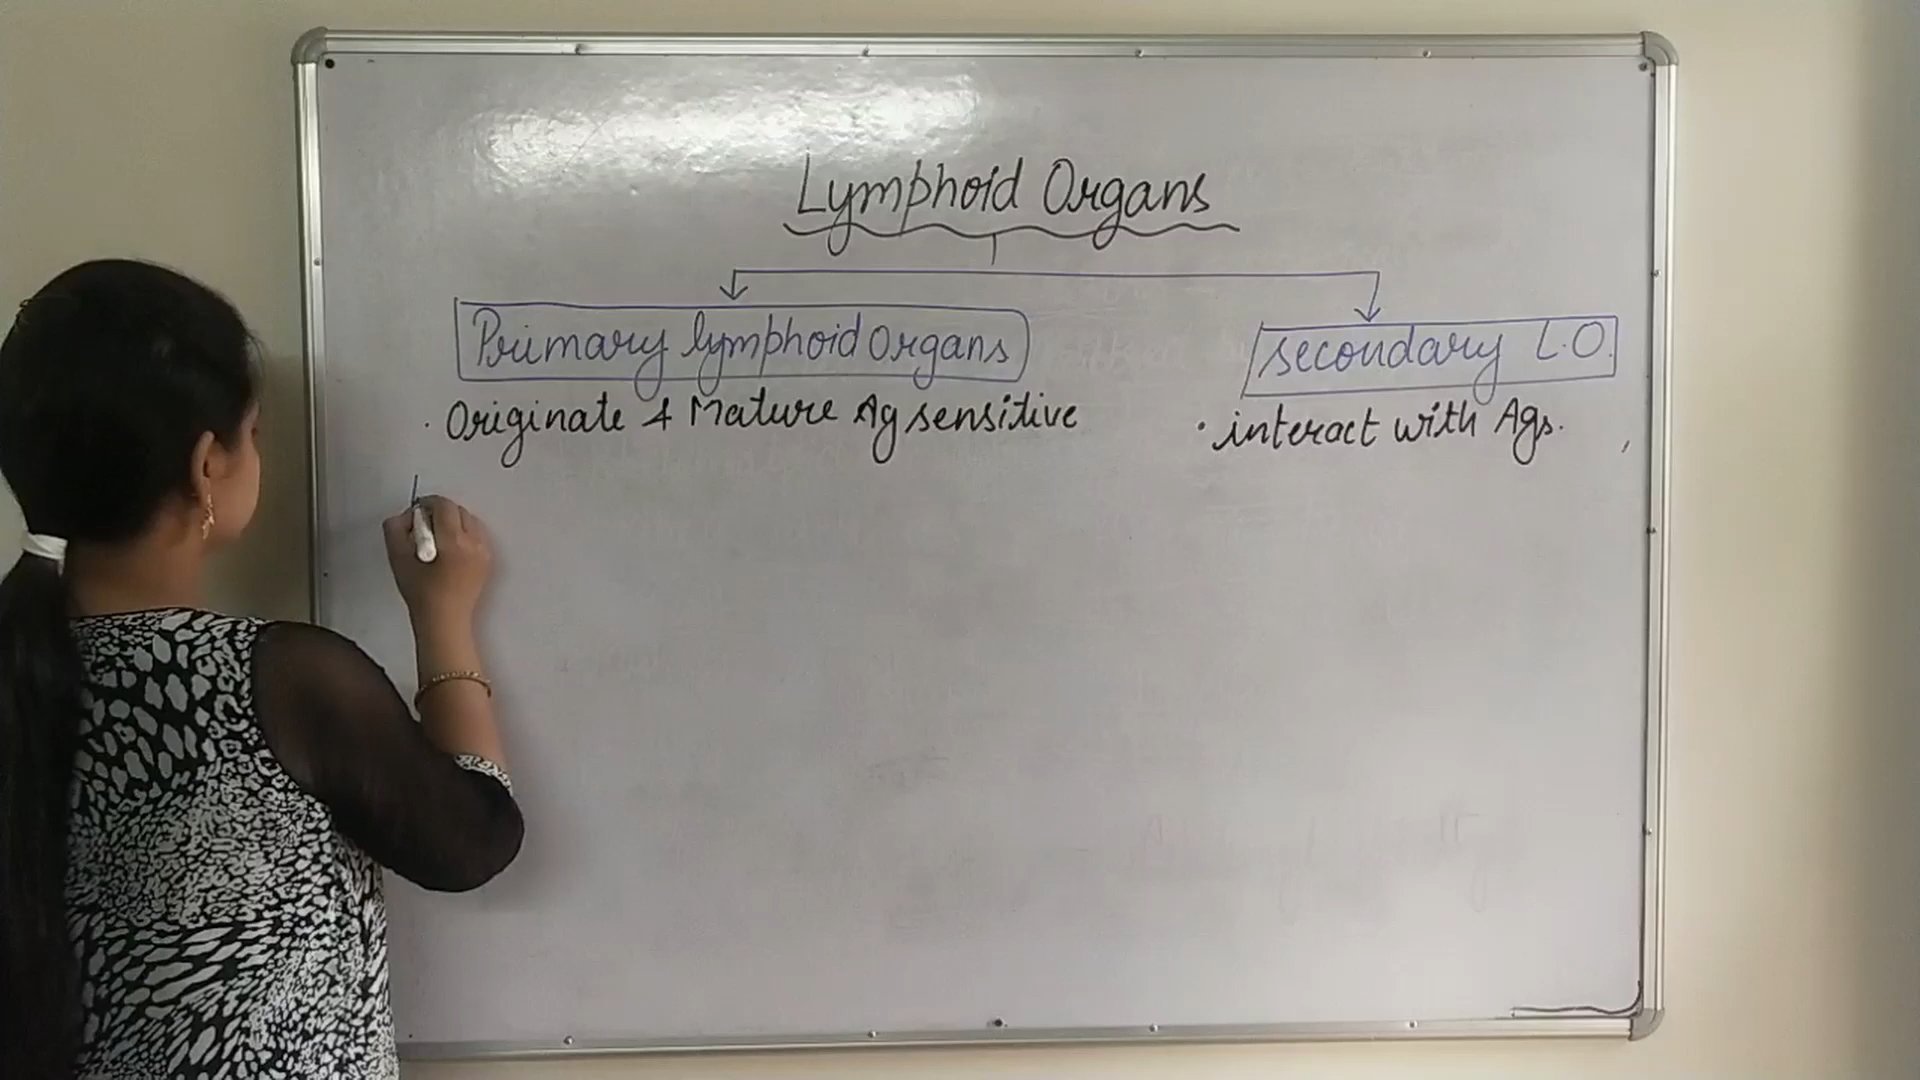 Lymphoid Organs
Primary lymphoid Organs
secondary L.O.
· Originate & Mature Ag sensitive
· interact with Ags.